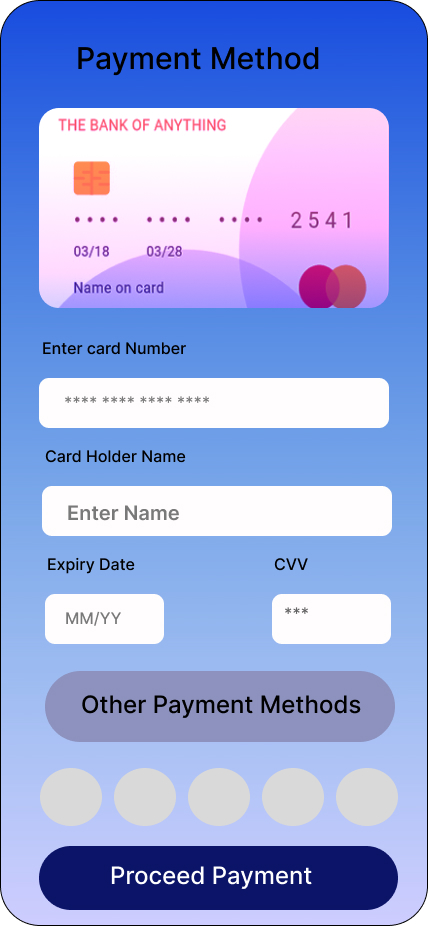 Payment Method
THE BANK OF ANYTHING
•••• •••• •••• 2541
03/18 03/28
Name on card
Enter card Number
**** **** **** ****
Card Holder Name
Enter Name
Expiry Date CVV
MM/YY ***
Other Payment Methods
Proceed Payment